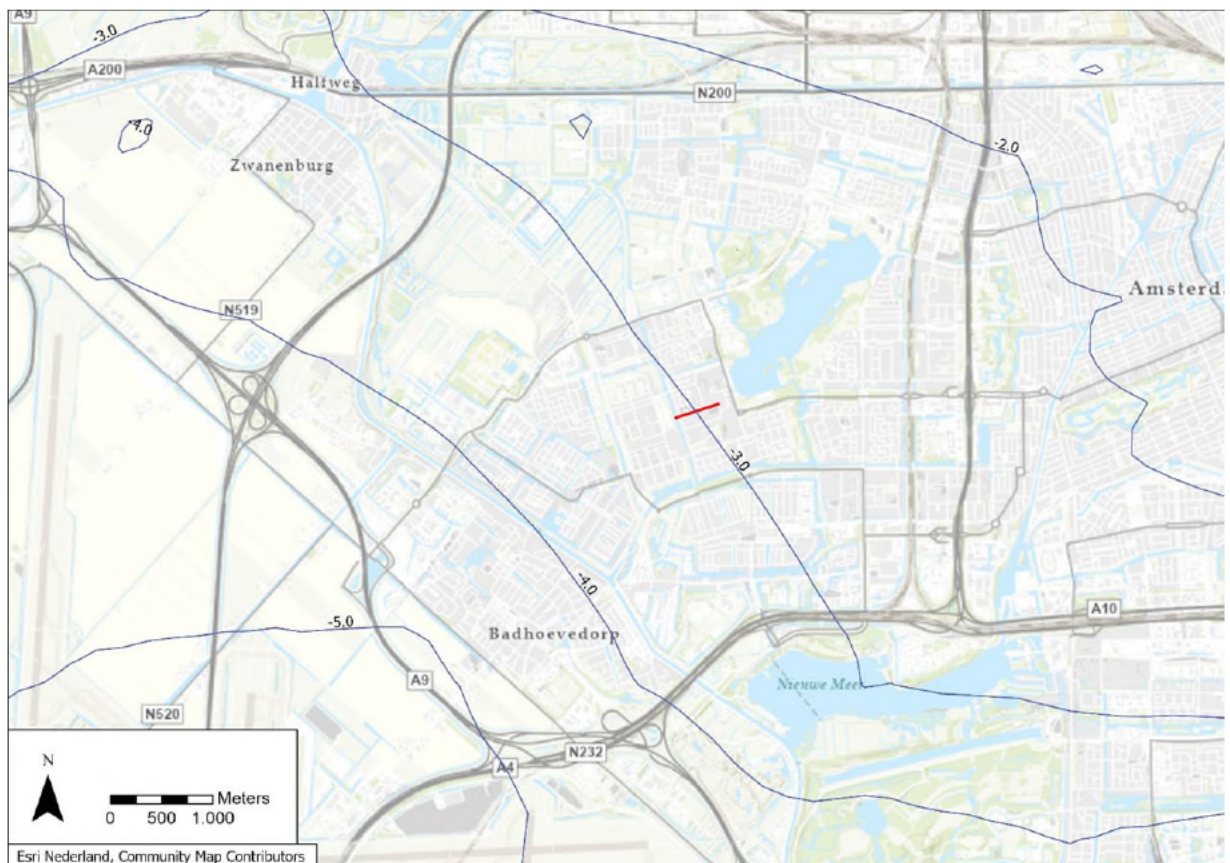 A9
-3.0
A200
Halfweg
N200
-4.0
Zwanenburg
-2.0
Amsterd
N519
-3.0
-4.0
-5.0
Badhoevedorp
A10
A9
Nieuwe Meer
N520
N232
A4
N
Meters
0 500 1.000
Esri Nederland, Community Map Contributors